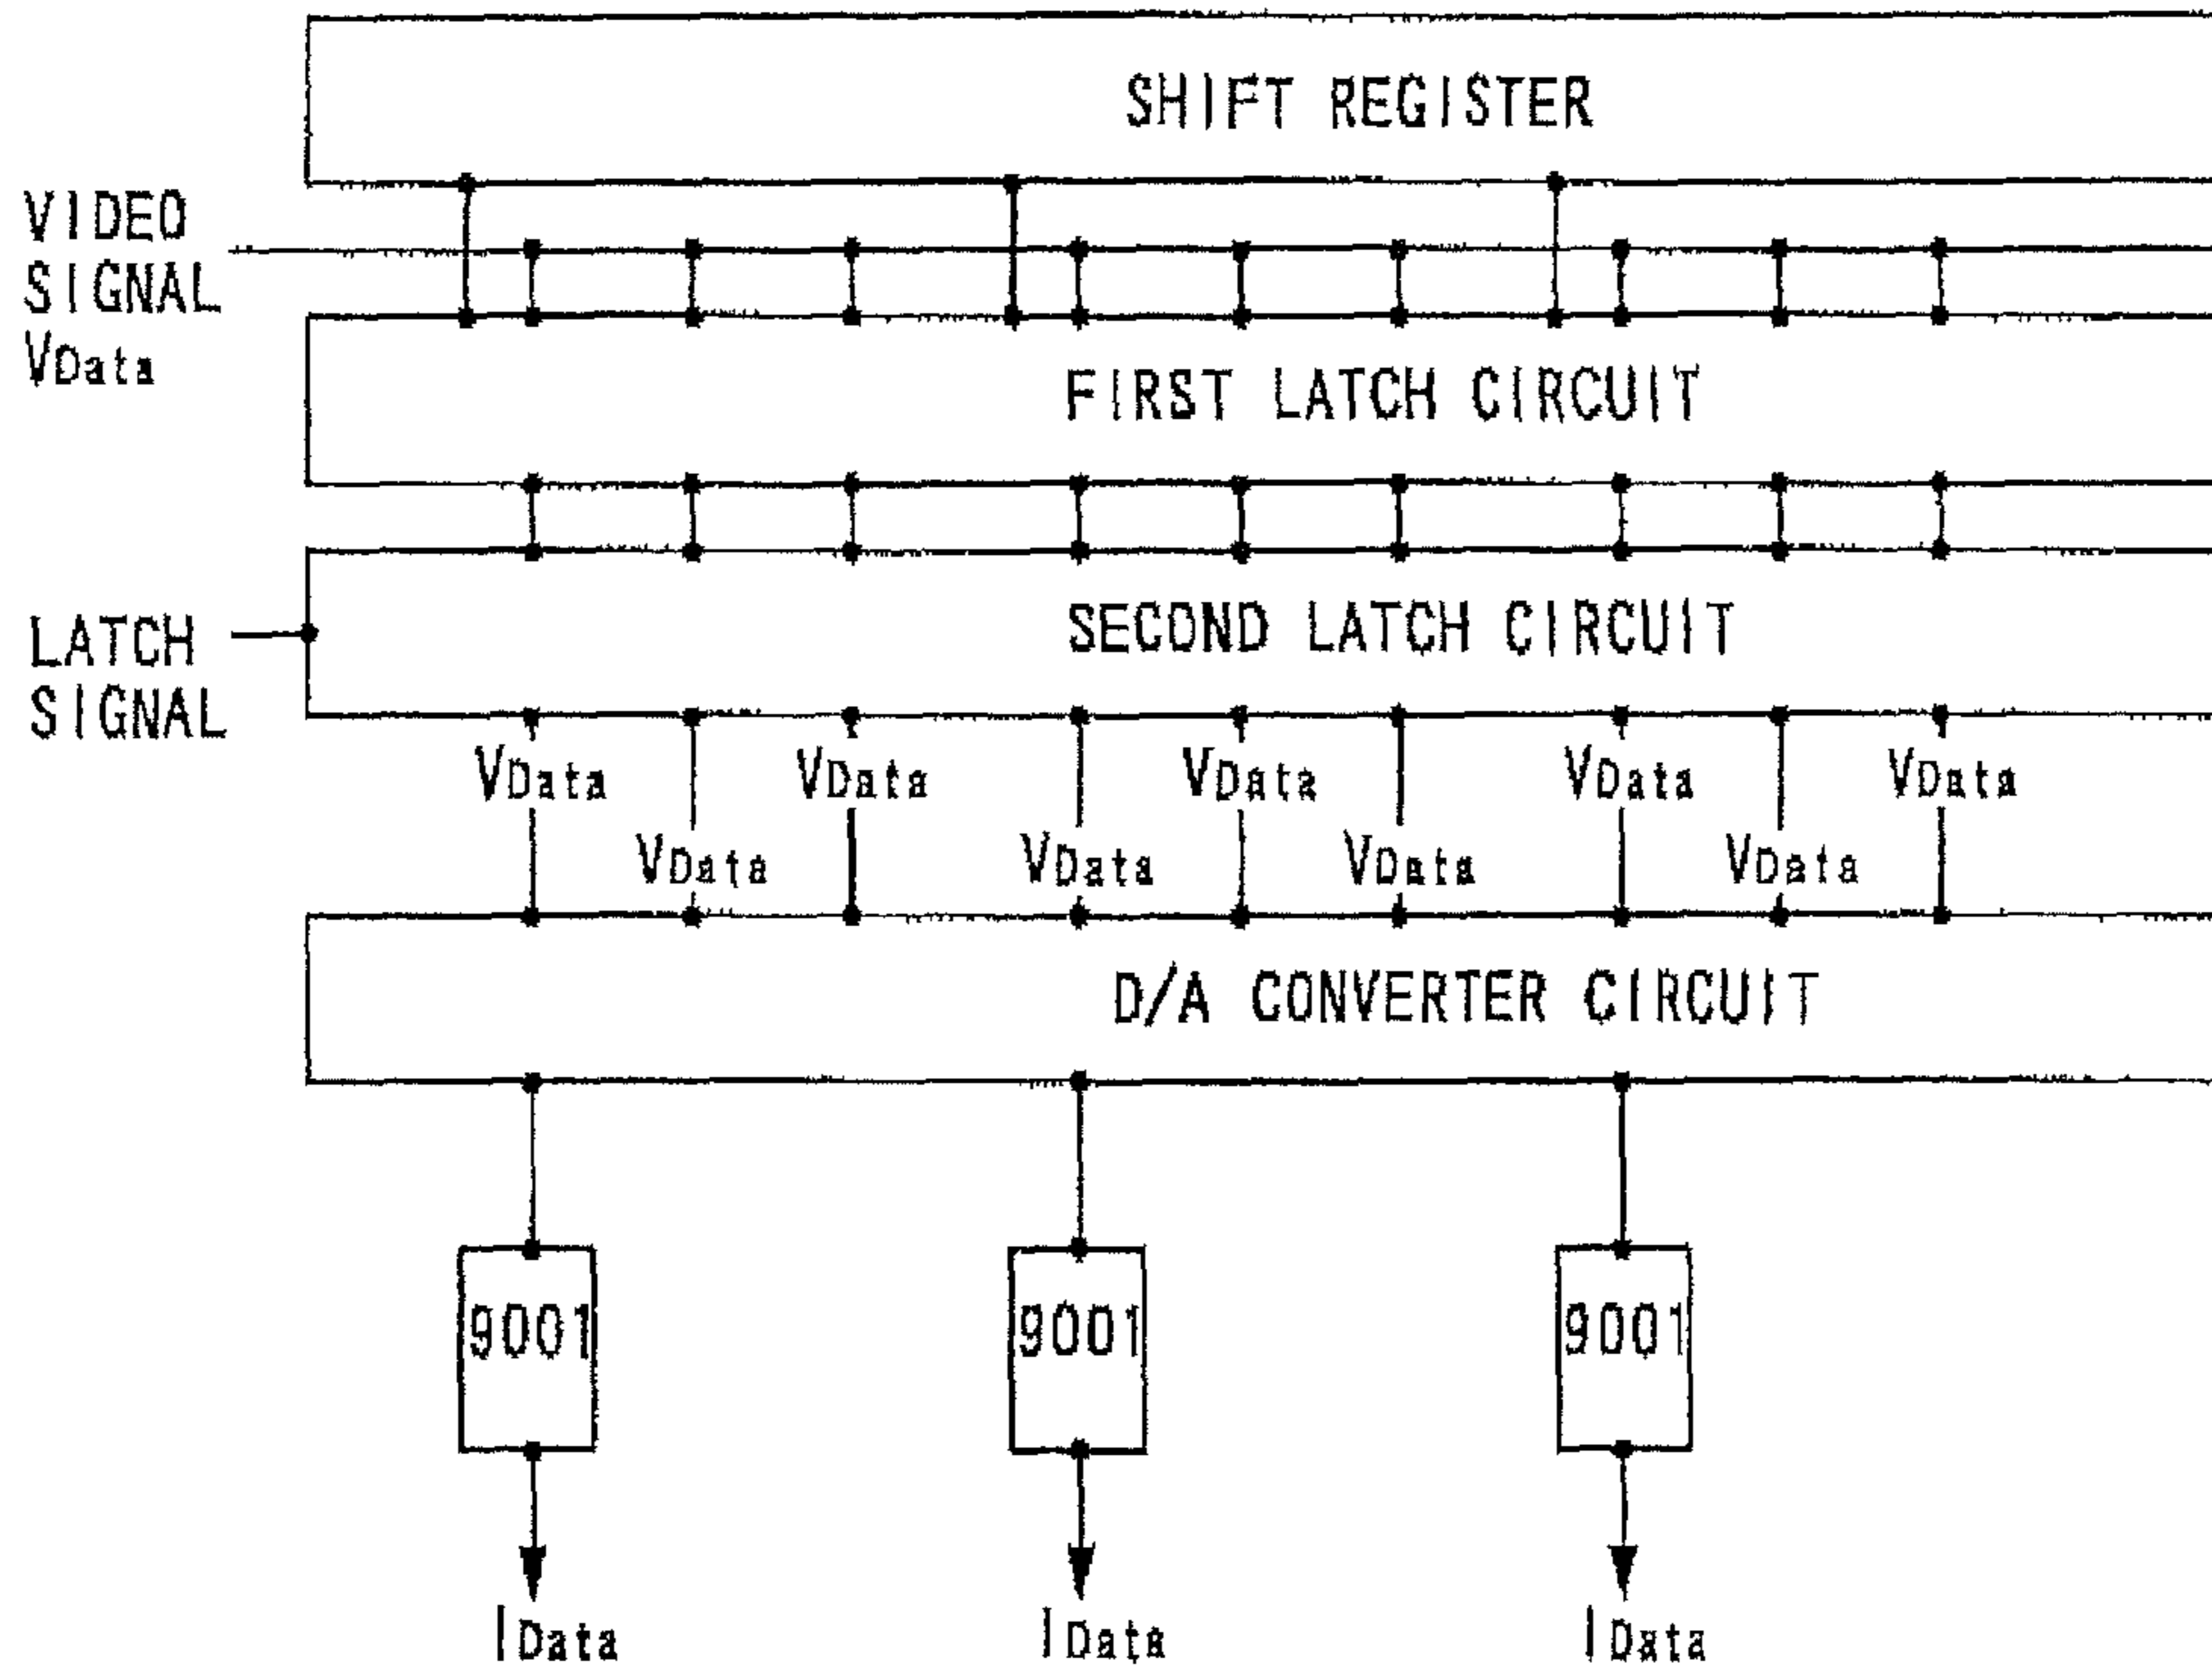 SHIFT REGISTER
VIDEO
SIGNAL
VData
FIRST LATCH CIRCUIT
SECOND LATCH CIRCUIT
LATCH
SIGNAL
VData VData VData VData VData
VData VData VData VData
D/A CONVERTER CIRCUIT
9001 9001 9001
IData IData IData